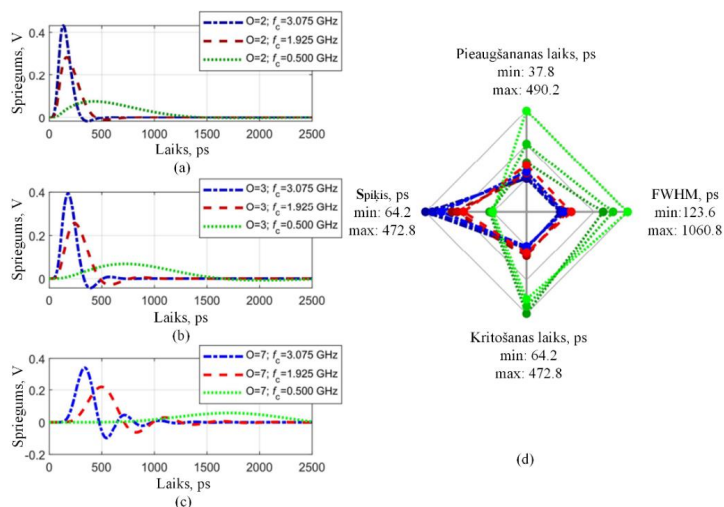 Spriegums, V
0.4
0.2
0
O=2; fc=3.075 GHz
O=2; fc=1.925 GHz
O=2; fc=0.500 GHz
0
500
1000
1500
2000
2500
Laiks, ps
(a)
Spriegums, V
0.4
0.2
0
O=3; fc=3.075 GHz
O=3; fc=1.925 GHz
O=3; fc=0.500 GHz
0
500
1000
1500
2000
2500
Laiks, ps
(b)
Spriegums, V
0.4
0.2
0
-0.2
O=7; fc=3.075 GHz
O=7; fc=1.925 GHz
O=7; fc=0.500 GHz
0
500
1000
1500
2000
2500
Laiks, ps
(c)
Pieaugšananas laiks, ps
min: 37.8
max: 490.2
Spiķis, ps
min: 64.2
max: 472.8
FWHM, ps
min:123.6
max: 1060.8
Kritošanas laiks, ps
min: 64.2
max: 472.8
(d)